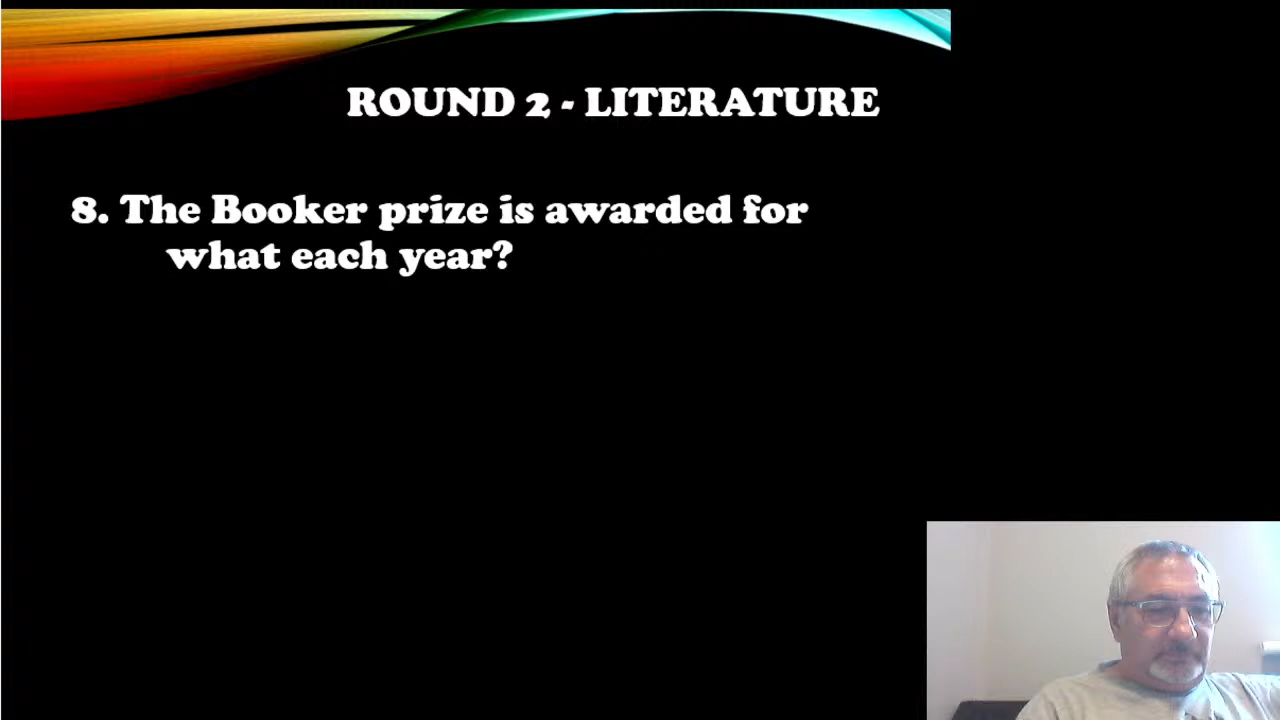 ROUND 2 - LITERATURE
8. The Booker prize is awarded for
what each year?